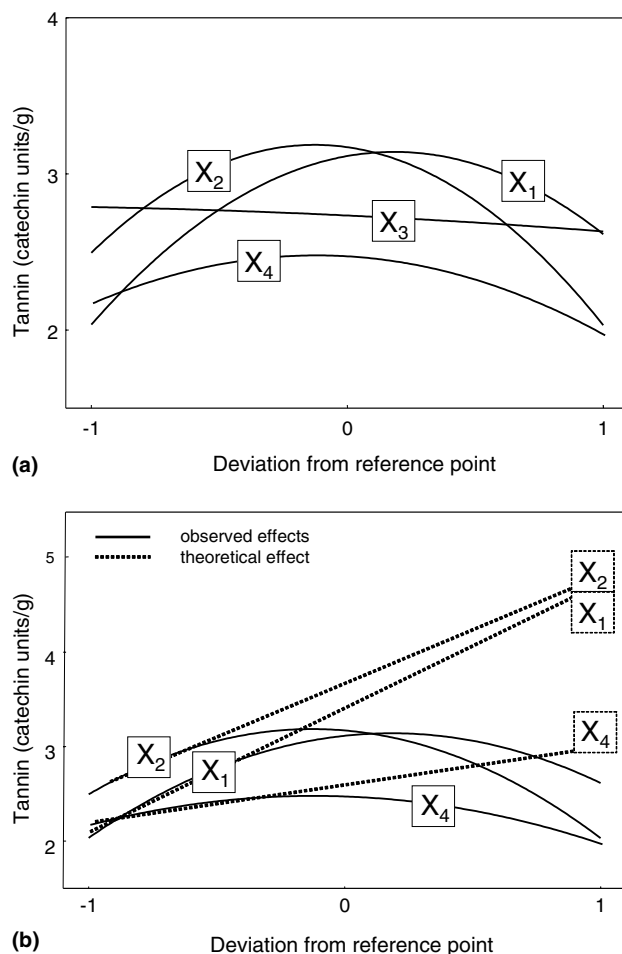 4
3
2
Tannin (catechin units/g)
X₂
X₁
X₃
X₄
-1 0 1
(a) Deviation from reference point
observed effects
theoretical effect
5
4
3
2
Tannin (catechin units/g)
X₂
X₁
X₄
X₂
X₁
X₄
-1 0 1
(b) Deviation from reference point